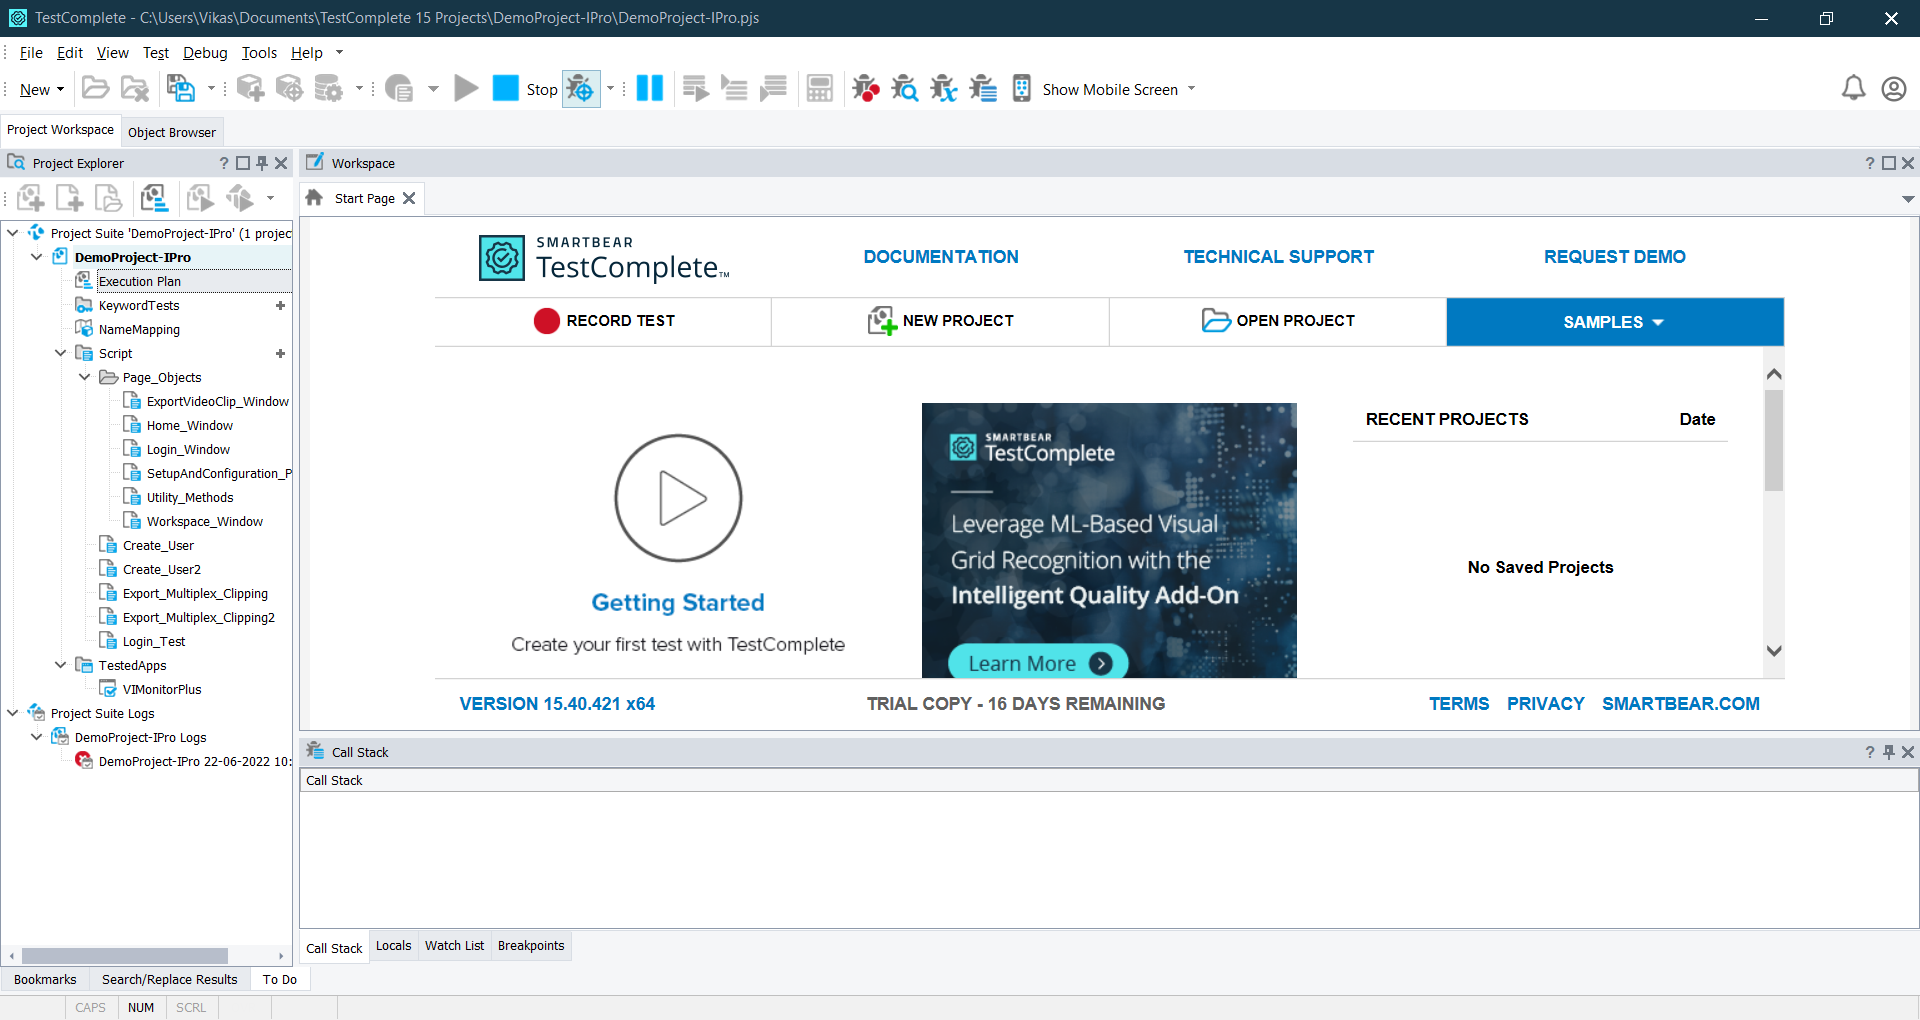 TestComplete - C:\Users\Vikas\Documents\TestComplete 15 Projects\DemoProject-IPro\DemoProject-IPro.pjs
File Edit View Test Debug Tools Help
New Stop Show Mobile Screen
Project Workspace Object Browser
Project Explorer ?
Project Suite 'DemoProject-IPro' (1 projec
DemoProject-IPro
Execution Plan
KeywordTests
NameMapping
Script
Page_Objects
ExportVideoClip_Window
Home_Window
Login_Window
SetupAndConfiguration_P
Utility_Methods
Workspace_Window
Create_User
Create_User2
Export_Multiplex_Clipping
Export_Multiplex_Clipping2
Login_Test
TestedApps
VIMonitorPlus
Project Suite Logs
DemoProject-IPro Logs
DemoProject-IPro 22-06-2022 10:
Workspace ?
Start Page
SMARTBEAR
TestComplete™
DOCUMENTATION TECHNICAL SUPPORT REQUEST DEMO
RECORD TEST NEW PROJECT OPEN PROJECT SAMPLES
Getting Started
Create your first test with TestComplete
SMARTBEAR
TestComplete
Leverage ML-Based Visual
Grid Recognition with the
Intelligent Quality Add-On
Learn More
RECENT PROJECTS Date
No Saved Projects
VERSION 15.40.421 x64 TRIAL COPY - 16 DAYS REMAINING TERMS PRIVACY SMARTBEAR.COM
Call Stack ?
Call Stack
Call Stack Locals Watch List Breakpoints
Bookmarks Search/Replace Results To Do
CAPS NUM SCRL